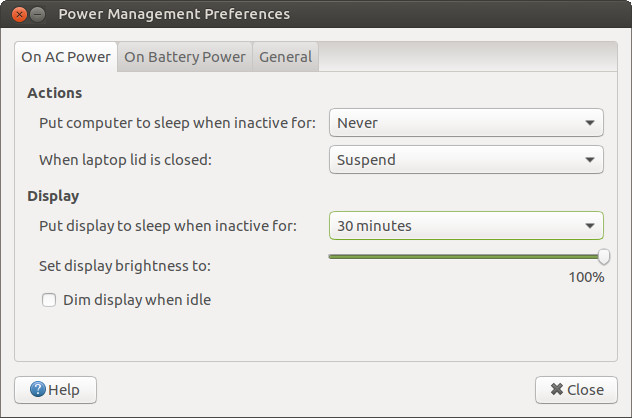 Power Management Preferences
On AC Power On Battery Power General
Actions
Put computer to sleep when inactive for: Never
When laptop lid is closed: Suspend
Display
Put display to sleep when inactive for: 30 minutes
Set display brightness to:
100%
Dim display when idle
Help Close